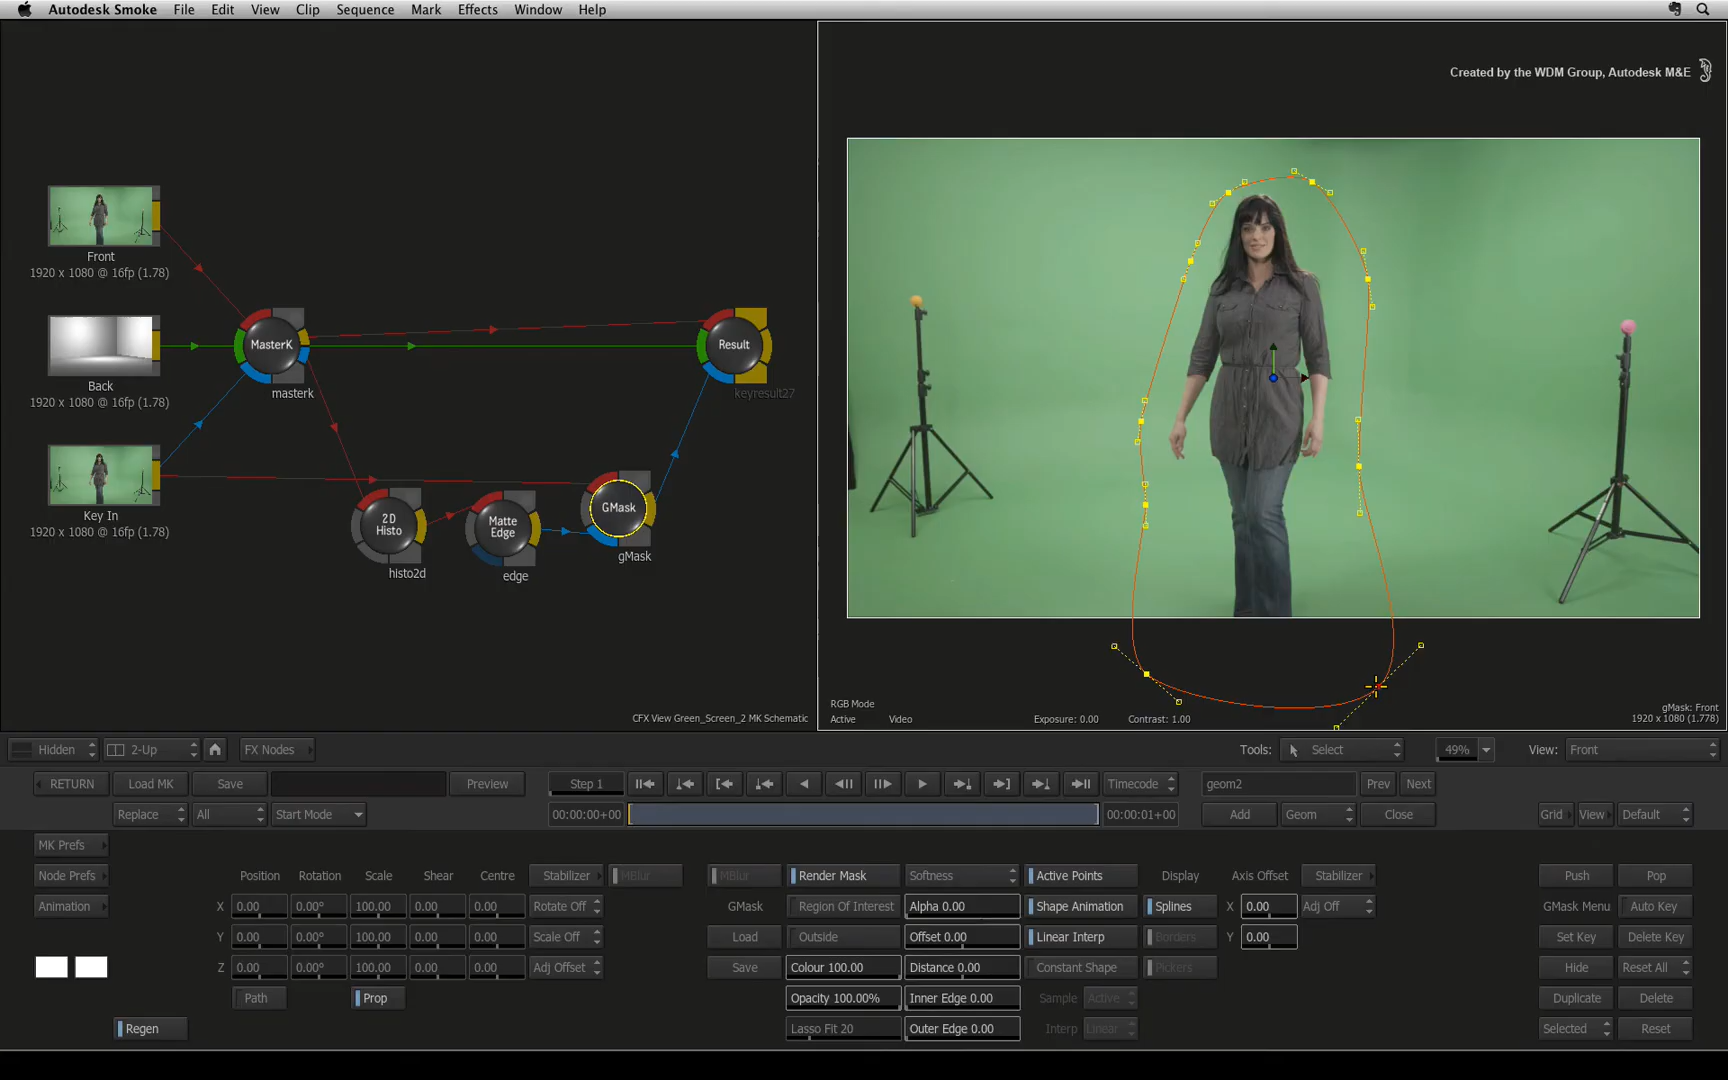 Autodesk Smoke File Edit View Clip Sequence Mark Effects Window Help
Created by the WDM Group, Autodesk M&E
Front
1920 x 1080 @ 16fp (1.78)
Back
1920 x 1080 @ 16fp (1.78)
Key In
1920 x 1080 @ 16fp (1.78)
MasterK
masterk
Result
keyresult27
2D
Histo
histo2d
Matte
Edge
edge
GMask
gMask
CFX View Green_Screen_2 MK Schematic
RGB Mode
Active Video Exposure: 0.00 Contrast: 1.00
gMask: Front
1920 x 1080 (1.778)
Hidden 2-Up FX Nodes Tools: Select 49% View: Front
RETURN Load MK Save Preview Step 1 Timecode geom2 Prev Next
Replace All Start Mode 00:00:00+00 00:00:01+00 Add Geom Close Grid View Default
MK Prefs
Node Prefs Position Rotation Scale Shear Centre Stabilizer MBlur MBlur Render Mask Softness Active Points Display Axis Offset Stabilizer Push Pop
Animation X 0.00 0.00° 100.00 0.00 0.00 Rotate Off GMask Region Of Interest Alpha 0.00 Shape Animation Splines X 0.00 Adj Off GMask Menu Auto Key
Y 0.00 0.00° 100.00 0.00 0.00 Scale Off Load Outside Offset 0.00 Linear Interp Borders Y 0.00 Set Key Delete Key
Z 0.00 0.00° 100.00 0.00 0.00 Adj Offset Save Colour 100.00 Distance 0.00 Constant Shape Pickers Hide Reset All
Path Prop Opacity 100.00% Inner Edge 0.00 Sample Active Duplicate Delete
Regen Lasso Fit 20 Outer Edge 0.00 Interp Linear Selected Reset